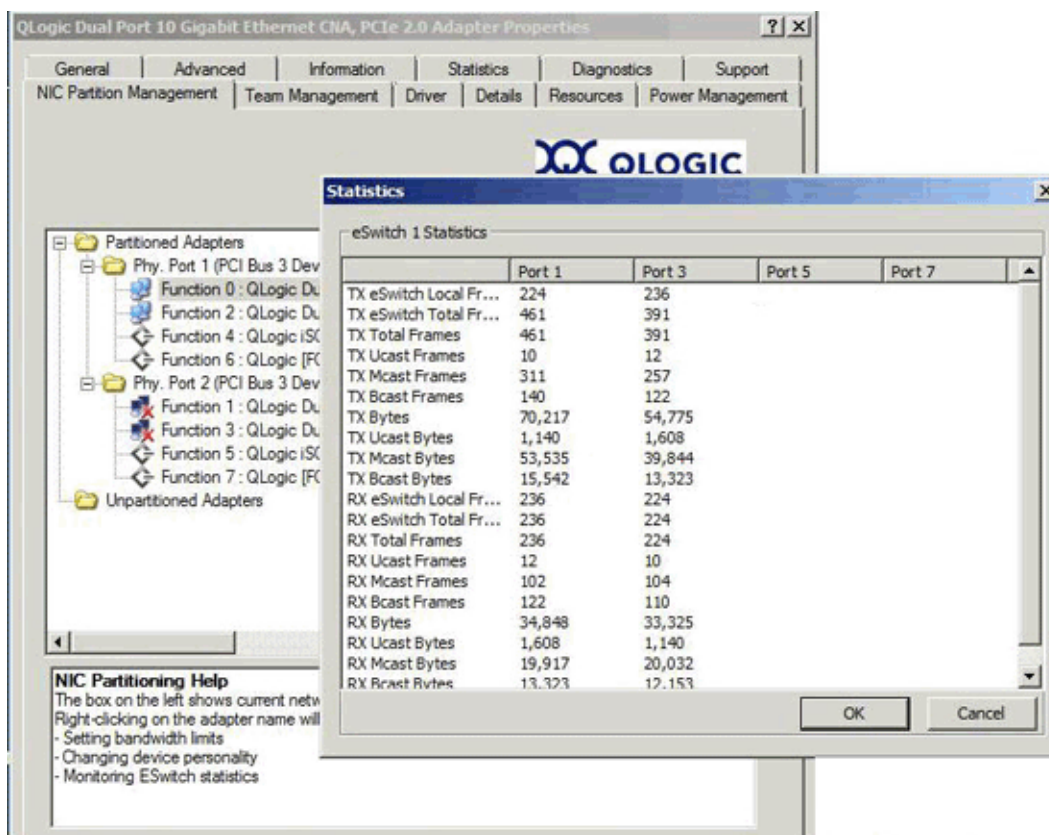 QLogic Dual Port 10 Gigabit Ethernet CNA, PCIe 2.0 Adapter Properties
General Advanced Information Statistics Diagnostics Support
NIC Partition Management Team Management Driver Details Resources Power Management
QLOGIC
Partitioned Adapters
Phy. Port 1 (PCI Bus 3 Dev
Function 0 : QLogic Du
Function 2 : QLogic Du
Function 4 : QLogic iSC
Function 6 : QLogic [FC
Phy. Port 2 (PCI Bus 3 Dev
Function 1 : QLogic Du
Function 3 : QLogic Du
Function 5 : QLogic iSC
Function 7 : QLogic [FC
Unpartitioned Adapters
NIC Partitioning Help
The box on the left shows current netw
Right-clicking on the adapter name will
- Setting bandwidth limits
- Changing device personality
- Monitoring ESwitch statistics
Statistics
eSwitch 1 Statistics
Port 1 Port 3 Port 5 Port 7
TX eSwitch Local Fr... 224 236
TX eSwitch Total Fr... 461 391
TX Total Frames 461 391
TX Ucast Frames 10 12
TX Mcast Frames 311 257
TX Bcast Frames 140 122
TX Bytes 70,217 54,775
TX Ucast Bytes 1,140 1,608
TX Mcast Bytes 53,535 39,844
TX Bcast Bytes 15,542 13,323
RX eSwitch Local Fr... 236 224
RX eSwitch Total Fr... 236 224
RX Total Frames 236 224
RX Ucast Frames 12 10
RX Mcast Frames 102 104
RX Bcast Frames 122 110
RX Bytes 34,848 33,325
RX Ucast Bytes 1,608 1,140
RX Mcast Bytes 19,917 20,032
RX Bcast Bytes 13,323 12,153
OK Cancel